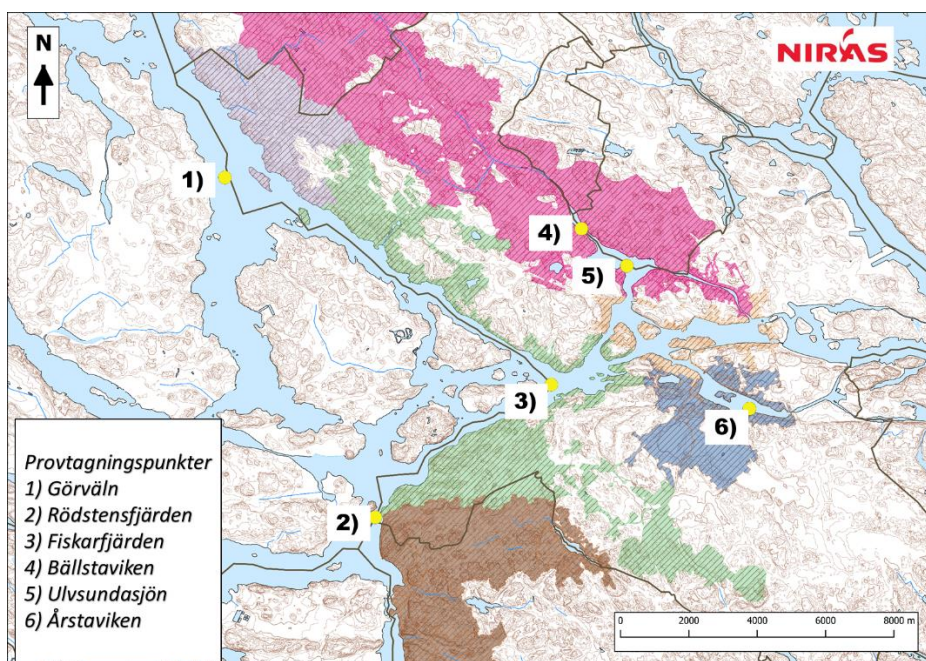 N
NIRAS
1)
4)
5)
3)
6)
2)
Provtagningspunkter
1) Görväln
2) Rödstensfjärden
3) Fiskarfjärden
4) Bällstaviken
5) Ulvsundasjön
6) Årstaviken
0 2000 4000 6000 8000 m